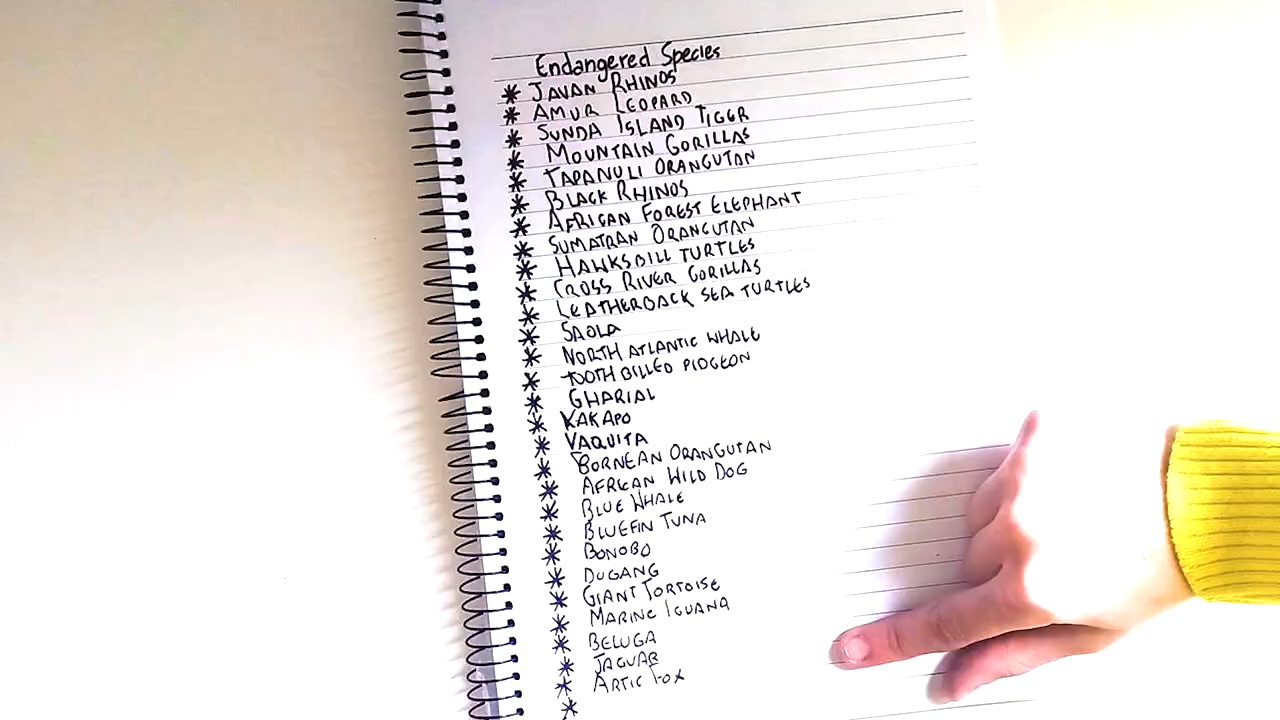 Endangered Species
* JAVAN RHINOS
* AMUR LEOPARD
* SUNDA ISLAND TIGER
* MOUNTAIN GORILLAS
* TAPANULI ORANGUTAN
* BLACK RHINOS
* AFRICAN FOREST ELEPHANT
* SUMATRAN ORANGUTAN
* HAWKSBILL TURTLES
* CROSS RIVER GORILLAS
* LEATHERBACK SEA TURTLES
* SAOLA
* NORTH ATLANTIC WHALE
* TOOTH BILLED PIDGEON
* GHARIAL
* KAKAPO
* VAQUITA
* BORNEAN ORANGUTAN
* AFRICAN WILD DOG
* BLUE WHALE
* BLUEFIN TUNA
* BONOBO
* DUGANG
* GIANT TORTOISE
* MARINE IGUANA
* BELUGA
* JAGUAR
* ARTIC FOX
*